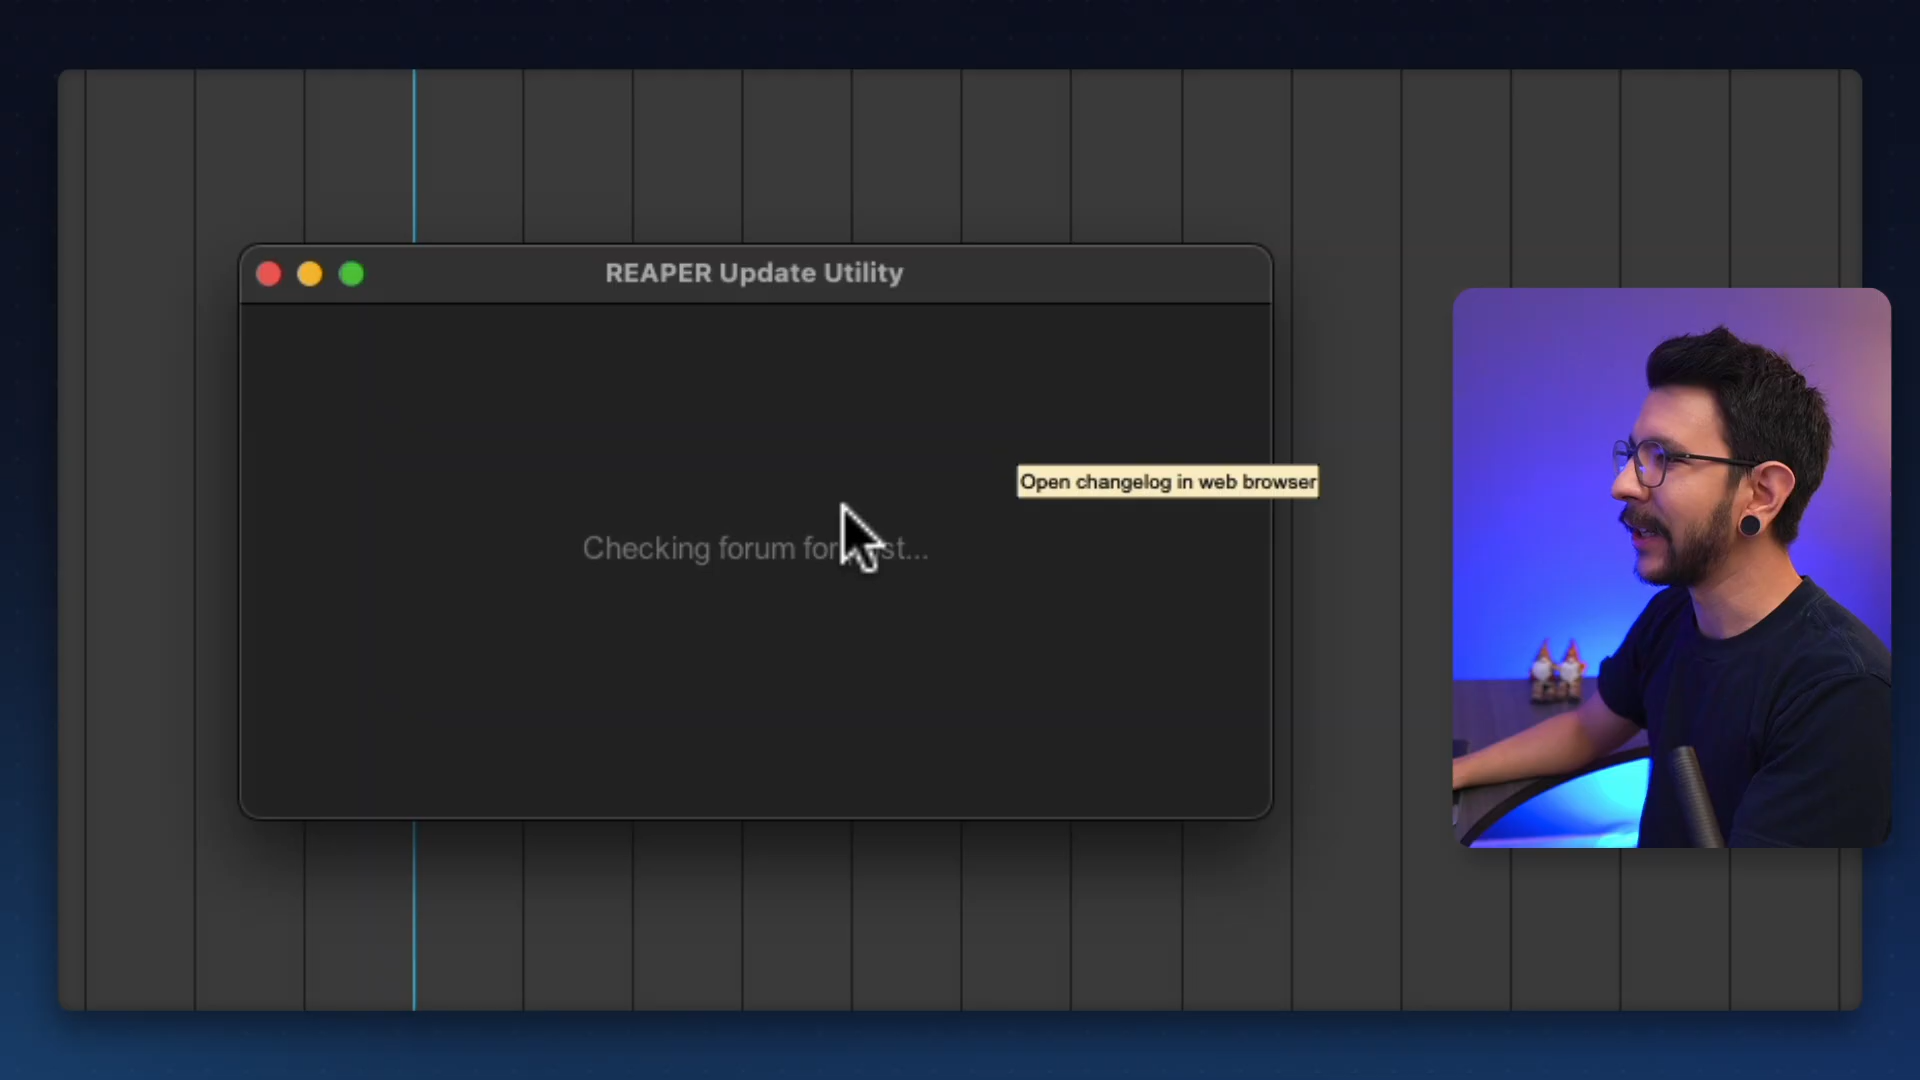 REAPER Update Utility
Open changelog in web browser
Checking forum for